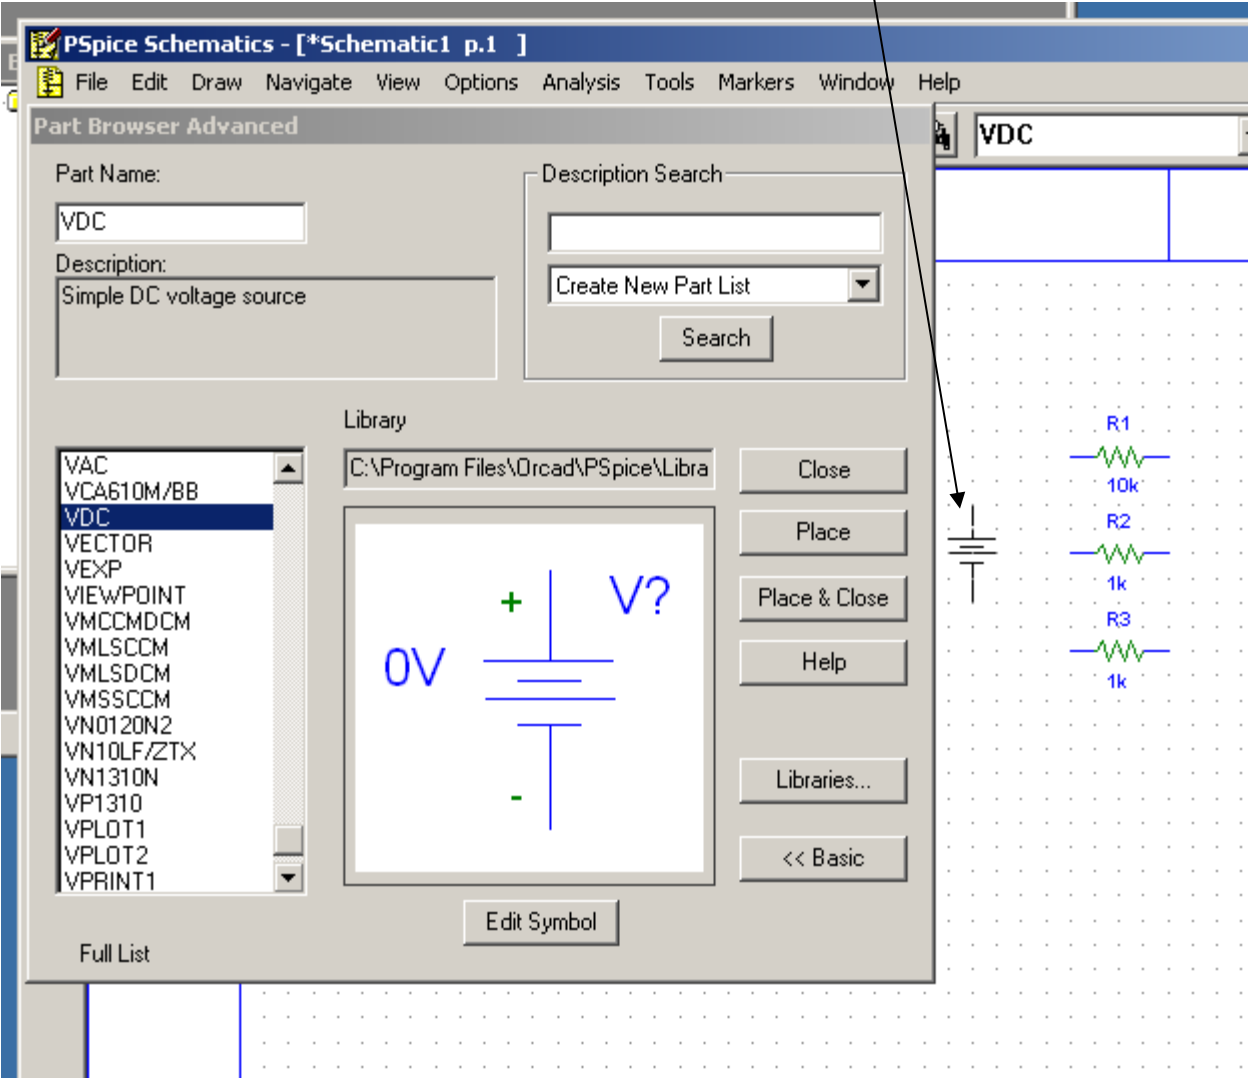 PSpice Schematics - [*Schematic1 p.1 ]
File Edit Draw Navigate View Options Analysis Tools Markers Window Help
Part Browser Advanced
VDC
Part Name:
VDC
Description:
Simple DC voltage source
Description Search
Create New Part List
Search
Library
C:\Program Files\Orcad\PSpice\Libra
VAC
VCA610M/BB
VDC
VECTOR
VEXP
VIEWPOINT
VMCCMDCM
VMLSCCM
VMLSDCM
VMSSCCM
VN0120N2
VN10LF/ZTX
VN1310N
VP1310
VPLOT1
VPLOT2
VPRINT1
Full List
+ V?
0V
-
Edit Symbol
Close
Place
Place & Close
Help
Libraries...
<< Basic
R1
10k
R2
1k
R3
1k